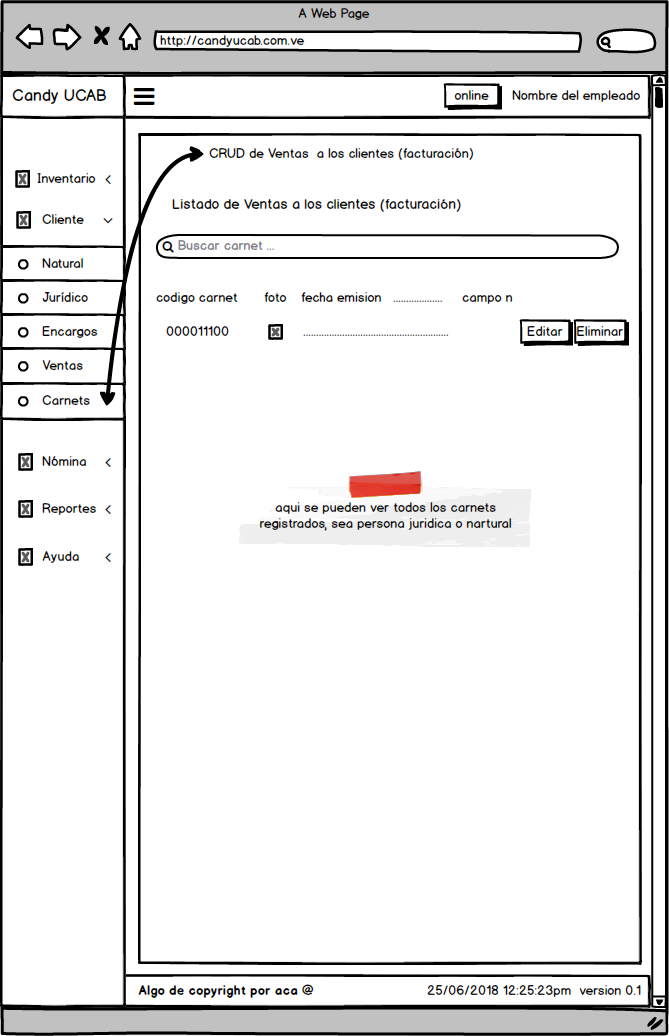 A Web Page
http://candyucab.com.ve
Candy UCAB
online
Nombre del empleado
Inventario
Cliente
Natural
Jurídico
Encargos
Ventas
Carnets
Nómina
Reportes
Ayuda
CRUD de Ventas a los clientes (facturación)
Listado de Ventas a los clientes (facturación)
Buscar carnet ...
codigo carnet foto fecha emision ................... campo n
000011100 ........................................................ Editar Eliminar
aqui se pueden ver todos los carnets
registrados, sea persona juridica o nartural
Algo de copyright por aca @
25/06/2018 12:25:23pm version 0.1